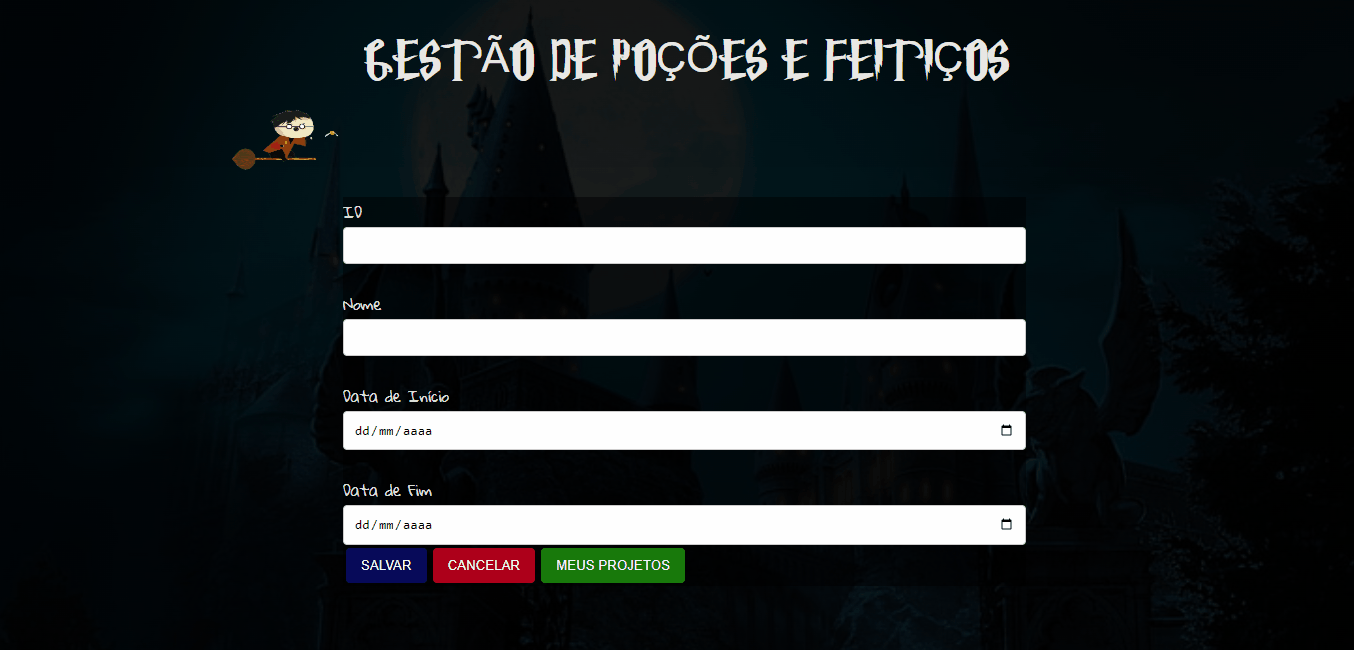 GESTÃO DE POÇÕES E FEITIÇOS
ID
Nome
Data de Início
dd/mm/aaaa
Data de Fim
dd/mm/aaaa
SALVAR CANCELAR MEUS PROJETOS